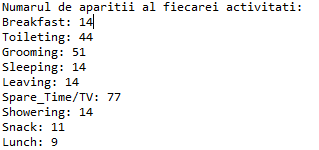 Numarul de aparitii al fiecarei activitati:
Breakfast: 14
Toileting: 44
Grooming: 51
Sleeping: 14
Leaving: 14
Spare_Time/TV: 77
Showering: 14
Snack: 11
Lunch: 9